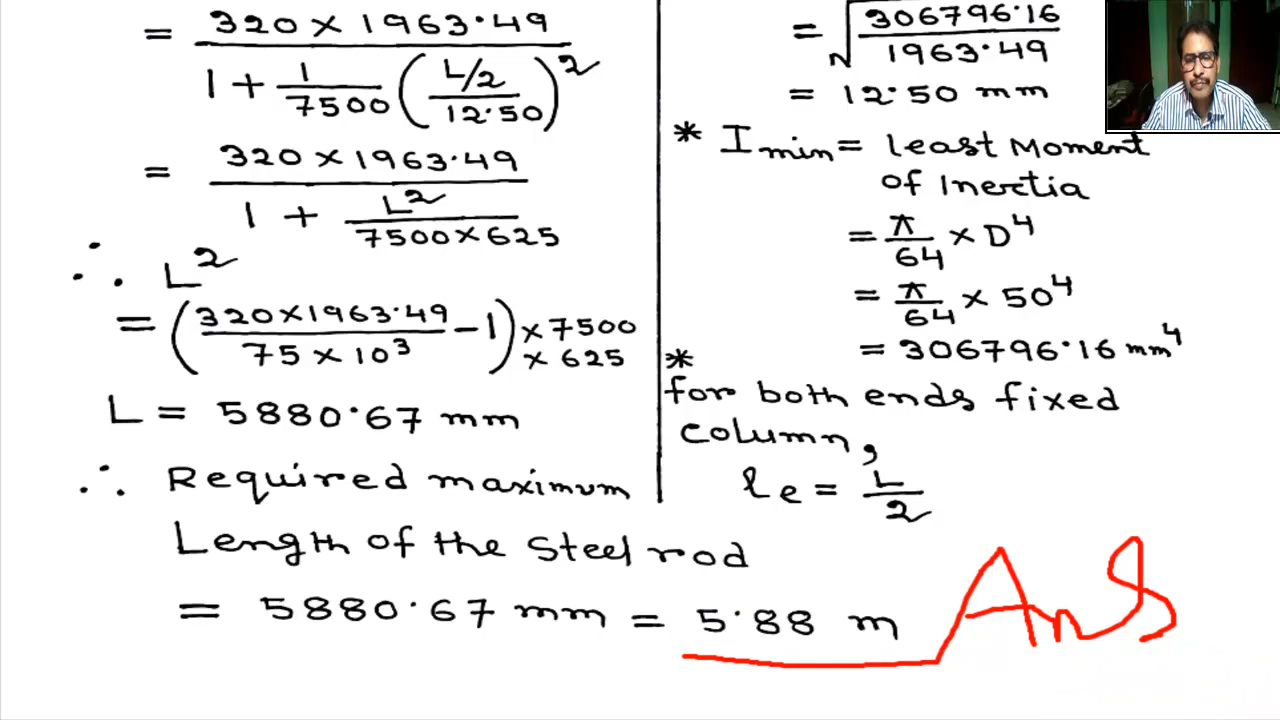 = 320 × 1963.49 / 1 + 1/7500 (L/2 / 12.50)²
= 320 × 1963.49 / 1 + L² / 7500×625
∴ L²
= (320×1963.49 / 75×10³ − 1) × 7500 × 625
L = 5880.67 mm
∴ Required maximum
Length of the Steel rod
= 5880.67 mm = 5.88 m Ans
= √(306796.16 / 1963.49)
= 12.50 mm
* I min = least Moment
of Inertia
= π/64 × D⁴
= π/64 × 50⁴
= 306796.16 mm⁴
*
for both ends fixed
column,
le = L/2